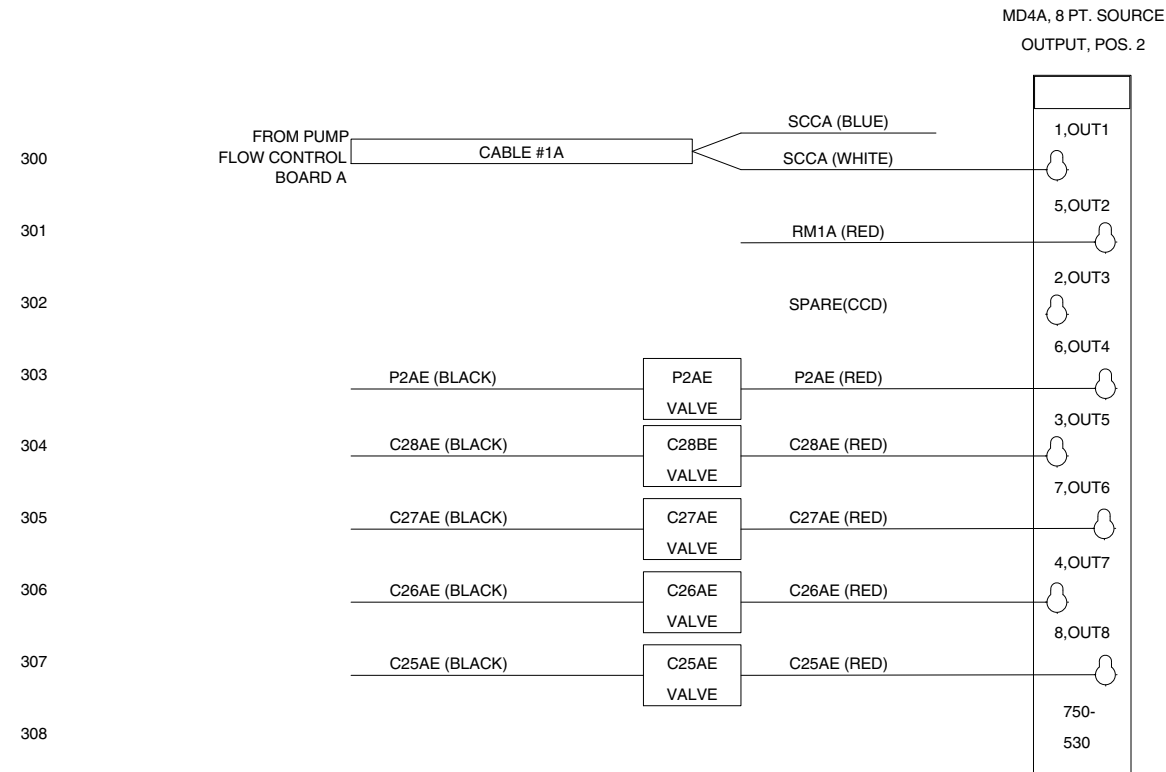 MD4A, 8 PT. SOURCE
OUTPUT, POS. 2
SCCA (BLUE)
1,OUT1
FROM PUMP
300
FLOW CONTROL
CABLE #1A
SCCA (WHITE)
BOARD A
5,OUT2
301
RM1A (RED)
2,OUT3
302
SPARE(CCD)
6,OUT4
303
P2AE (BLACK)
P2AE
P2AE (RED)
VALVE
3,OUT5
304
C28AE (BLACK)
C28BE
C28AE (RED)
VALVE
7,OUT6
305
C27AE (BLACK)
C27AE
C27AE (RED)
VALVE
4,OUT7
306
C26AE (BLACK)
C26AE
C26AE (RED)
VALVE
8,OUT8
307
C25AE (BLACK)
C25AE
C25AE (RED)
VALVE
750-
308
530